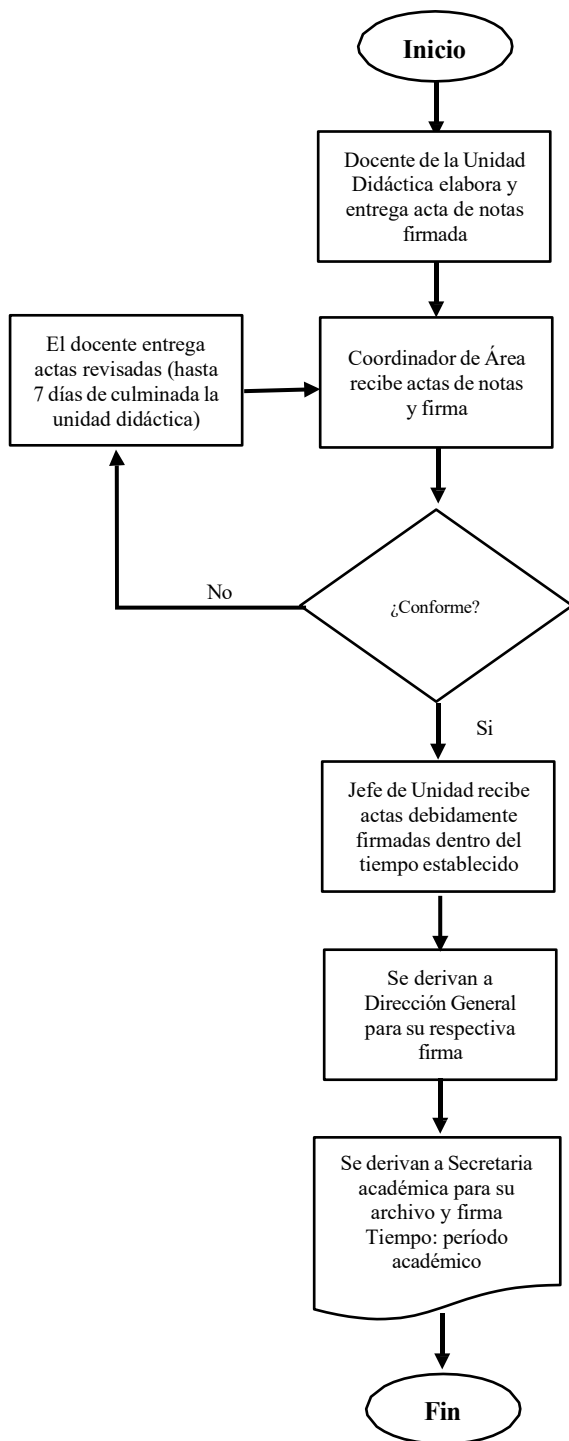 Inicio
Docente de la Unidad
Didáctica elabora y
entrega acta de notas
firmada
El docente entrega
actas revisadas (hasta
7 días de culminada la
unidad didáctica)
Coordinador de Área
recibe actas de notas
y firma
No
¿Conforme?
Si
Jefe de Unidad recibe
actas debidamente
firmadas dentro del
tiempo establecido
Se derivan a
Dirección General
para su respectiva
firma
Se derivan a Secretaria
académica para su
archivo y firma
Tiempo: período
académico
Fin